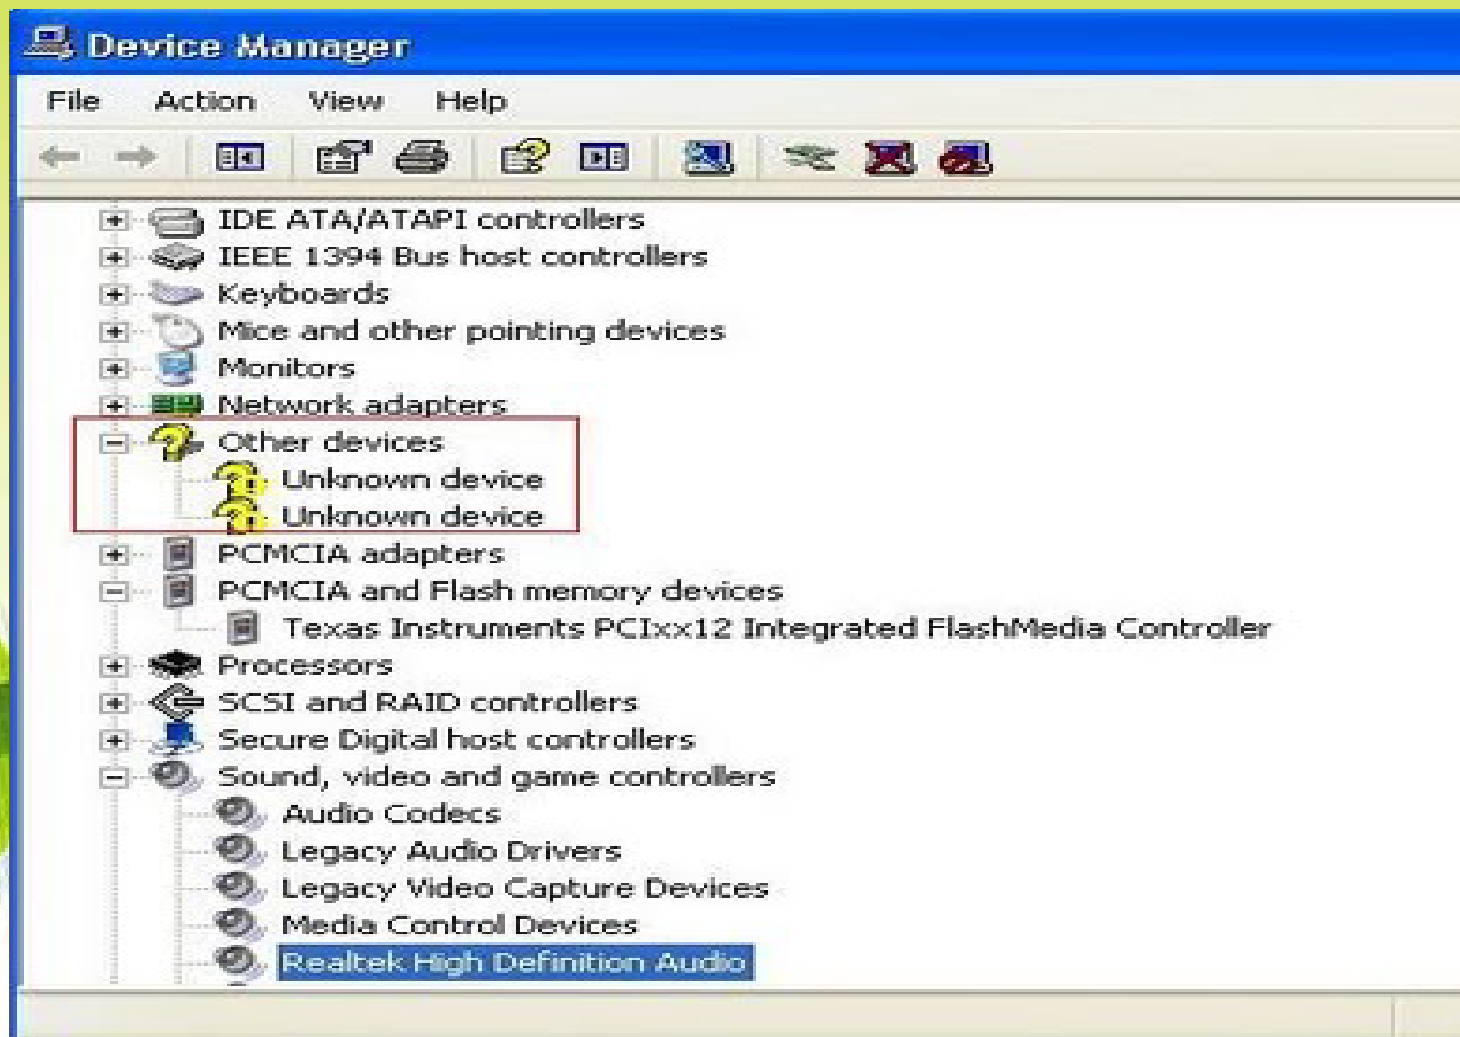 Device Manager
File Action View Help
IDE ATA/ATAPI controllers
IEEE 1394 Bus host controllers
Keyboards
Mice and other pointing devices
Monitors
Network adapters
Other devices
Unknown device
Unknown device
PCMCIA adapters
PCMCIA and Flash memory devices
Texas Instruments PCIxx12 Integrated FlashMedia Controller
Processors
SCSI and RAID controllers
Secure Digital host controllers
Sound, video and game controllers
Audio Codecs
Legacy Audio Drivers
Legacy Video Capture Devices
Media Control Devices
Realtek High Definition Audio